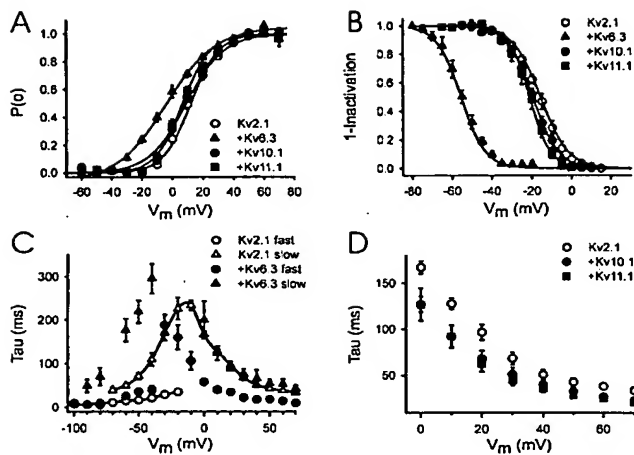 A
P(o)
1.0
0.8
0.6
0.4
0.2
0.0
Kv2.1
+Kv6.3
+Kv10.1
+Kv11.1
-60 -40 -20 0 20 40 60 80
Vm (mV)
B
1-Inactivation
1.0
0.8
0.6
0.4
0.2
0.0
Kv2.1
+Kv6.3
+Kv10.1
+Kv11.1
-80 -60 -40 -20 0 20
Vm (mV)
C
Tau (ms)
300
200
100
0
Kv2.1 fast
Kv2.1 slow
+Kv6.3 fast
+Kv6.3 slow
-100 -50 0 50
Vm (mV)
D
Tau (ms)
150
100
50
Kv2.1
+Kv10.1
+Kv11.1
0 20 40 60
Vm (mV)